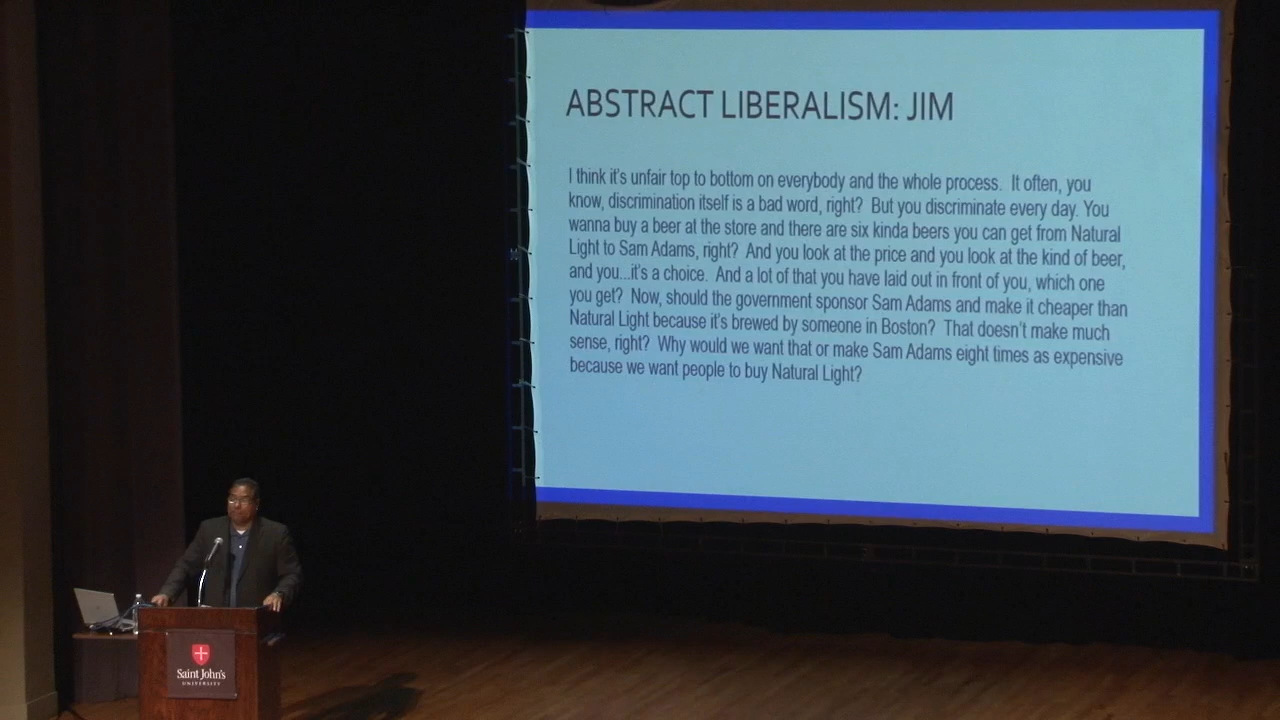 ABSTRACT LIBERALISM: JIM
I think it's unfair top to bottom on everybody and the whole process. It often, you
know, discrimination itself is a bad word, right? But you discriminate every day. You
wanna buy a beer at the store and there are six kinda beers you can get from Natural
Light to Sam Adams, right? And you look at the price and you look at the kind of beer,
and you...it's a choice. And a lot of that you have laid out in front of you, which one
you get? Now, should the government sponsor Sam Adams and make it cheaper than
Natural Light because it's brewed by someone in Boston? That doesn't make much
sense, right? Why would we want that or make Sam Adams eight times as expensive
because we want people to buy Natural Light?
Saint John's
UNIVERSITY